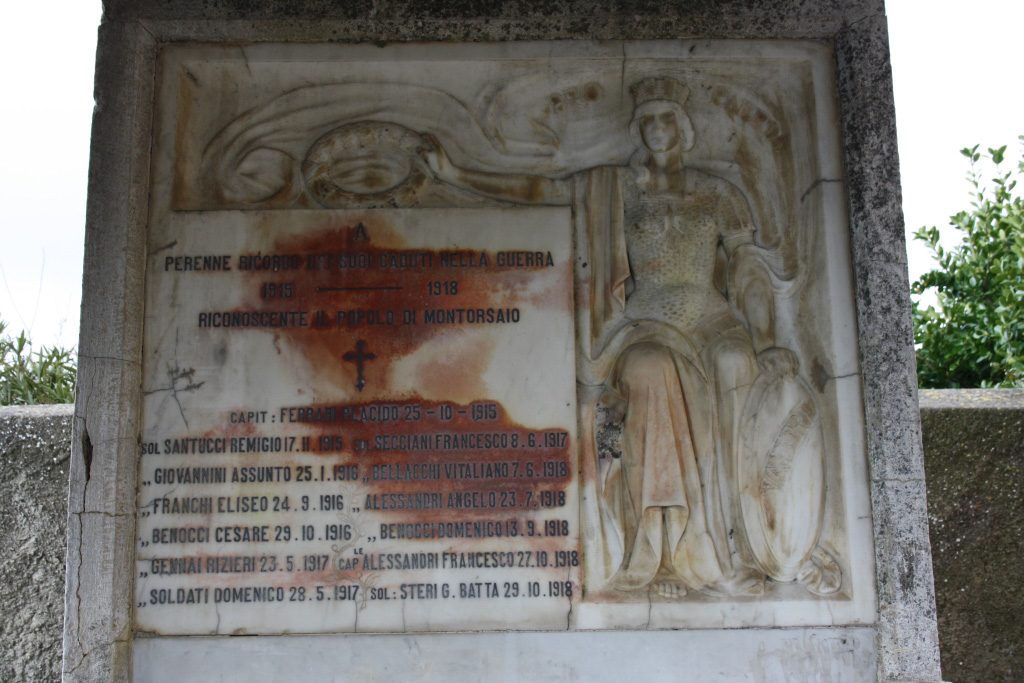 A
PERENNE RICORDO DEI SUOI CADUTI NELLA GUERRA
1915 ——— 1918
RICONOSCENTE IL POPOLO DI MONTORSAIO
CAPIT: FERRARI PLACIDO 25-10-1915
SOL SANTUCCI REMIGIO 17.11.1915 SOL SECCIANI FRANCESCO 8.6.1917
„ GIOVANNINI ASSUNTO 25.1.1916 „ BELLACCHI VITALIANO 7.6.1918
„ FRANCHI ELISEO 24.9.1916 „ ALESSANDRI ANGELO 23.7.1918
„ BENOCCI CESARE 29.10.1916 „ BENOCCI DOMENICO 13.9.1918
„ GENNAI RIZIERI 23.5.1917 CAP LE ALESSANDRI FRANCESCO 27.10.1918
„ SOLDATI DOMENICO 28.5.1917 SOL: STERI G. BATTA 29.10.1918